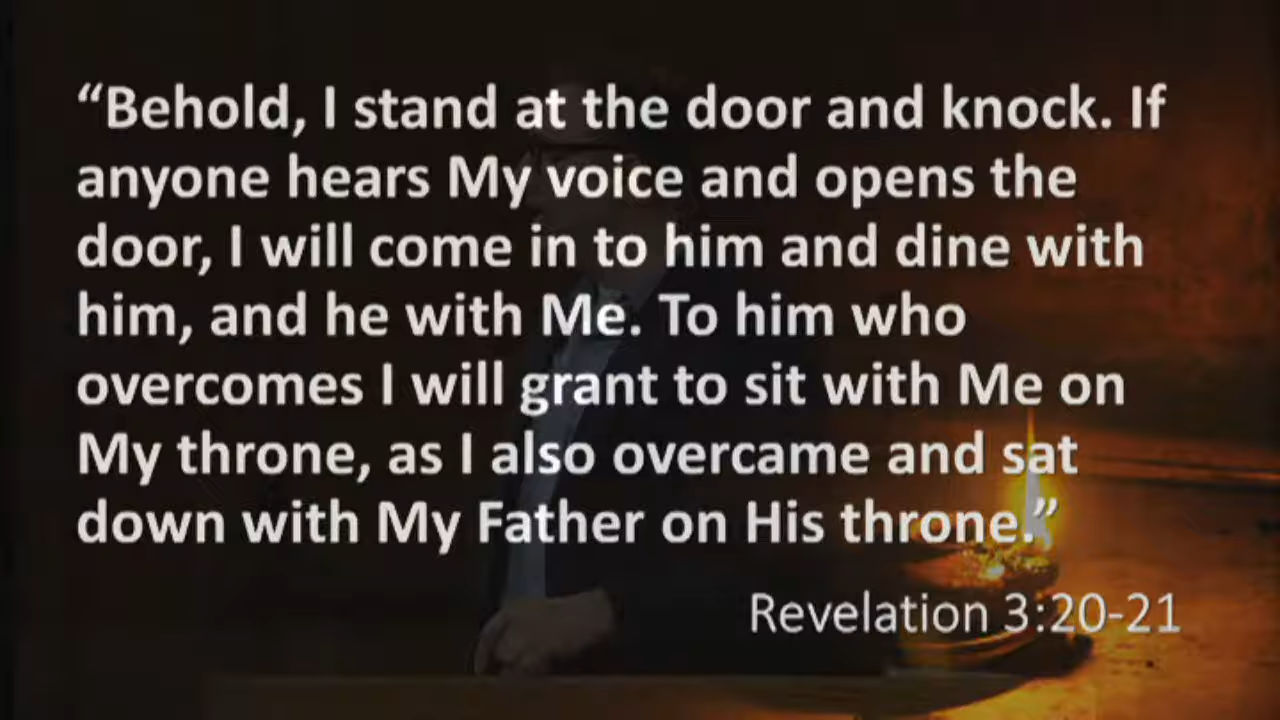 “Behold, I stand at the door and knock. If
anyone hears My voice and opens the
door, I will come in to him and dine with
him, and he with Me. To him who
overcomes I will grant to sit with Me on
My throne, as I also overcame and sat
down with My Father on His throne.”
Revelation 3:20-21